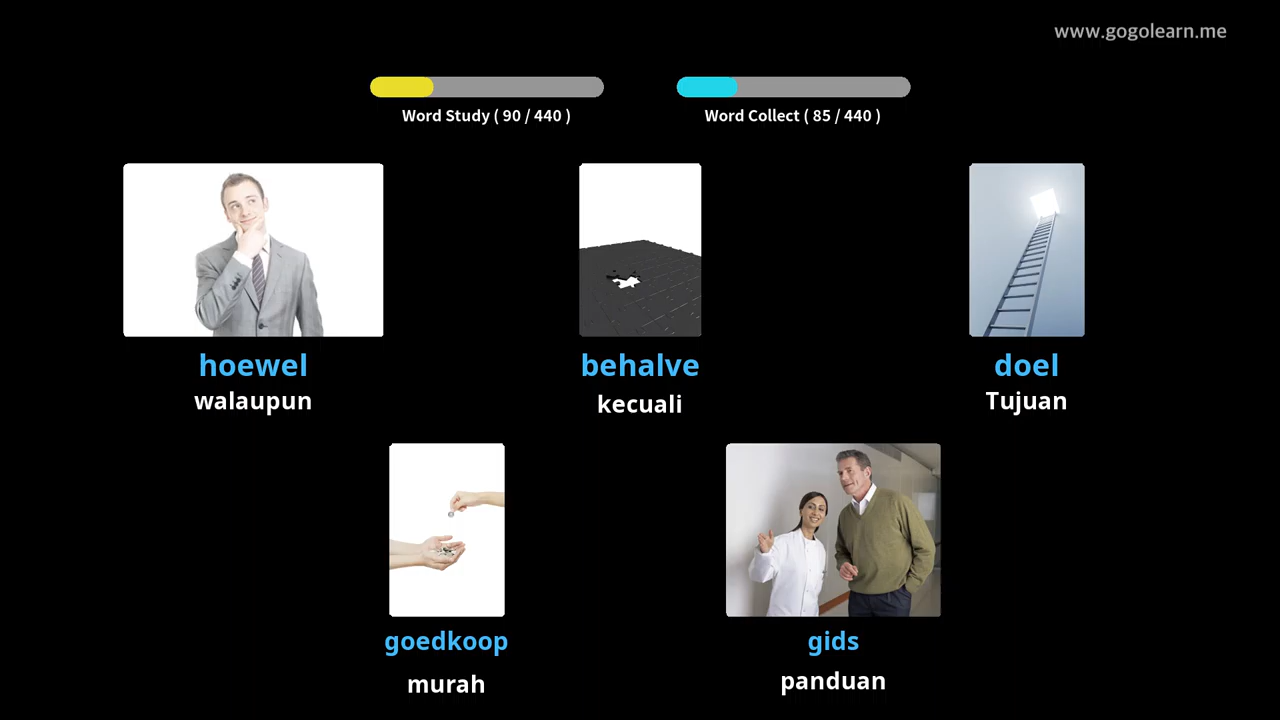 www.gogolearn.me
Word Study ( 90 / 440 )
Word Collect ( 85 / 440 )
hoewel
walaupun
behalve
kecuali
doel
Tujuan
goedkoop
murah
gids
panduan